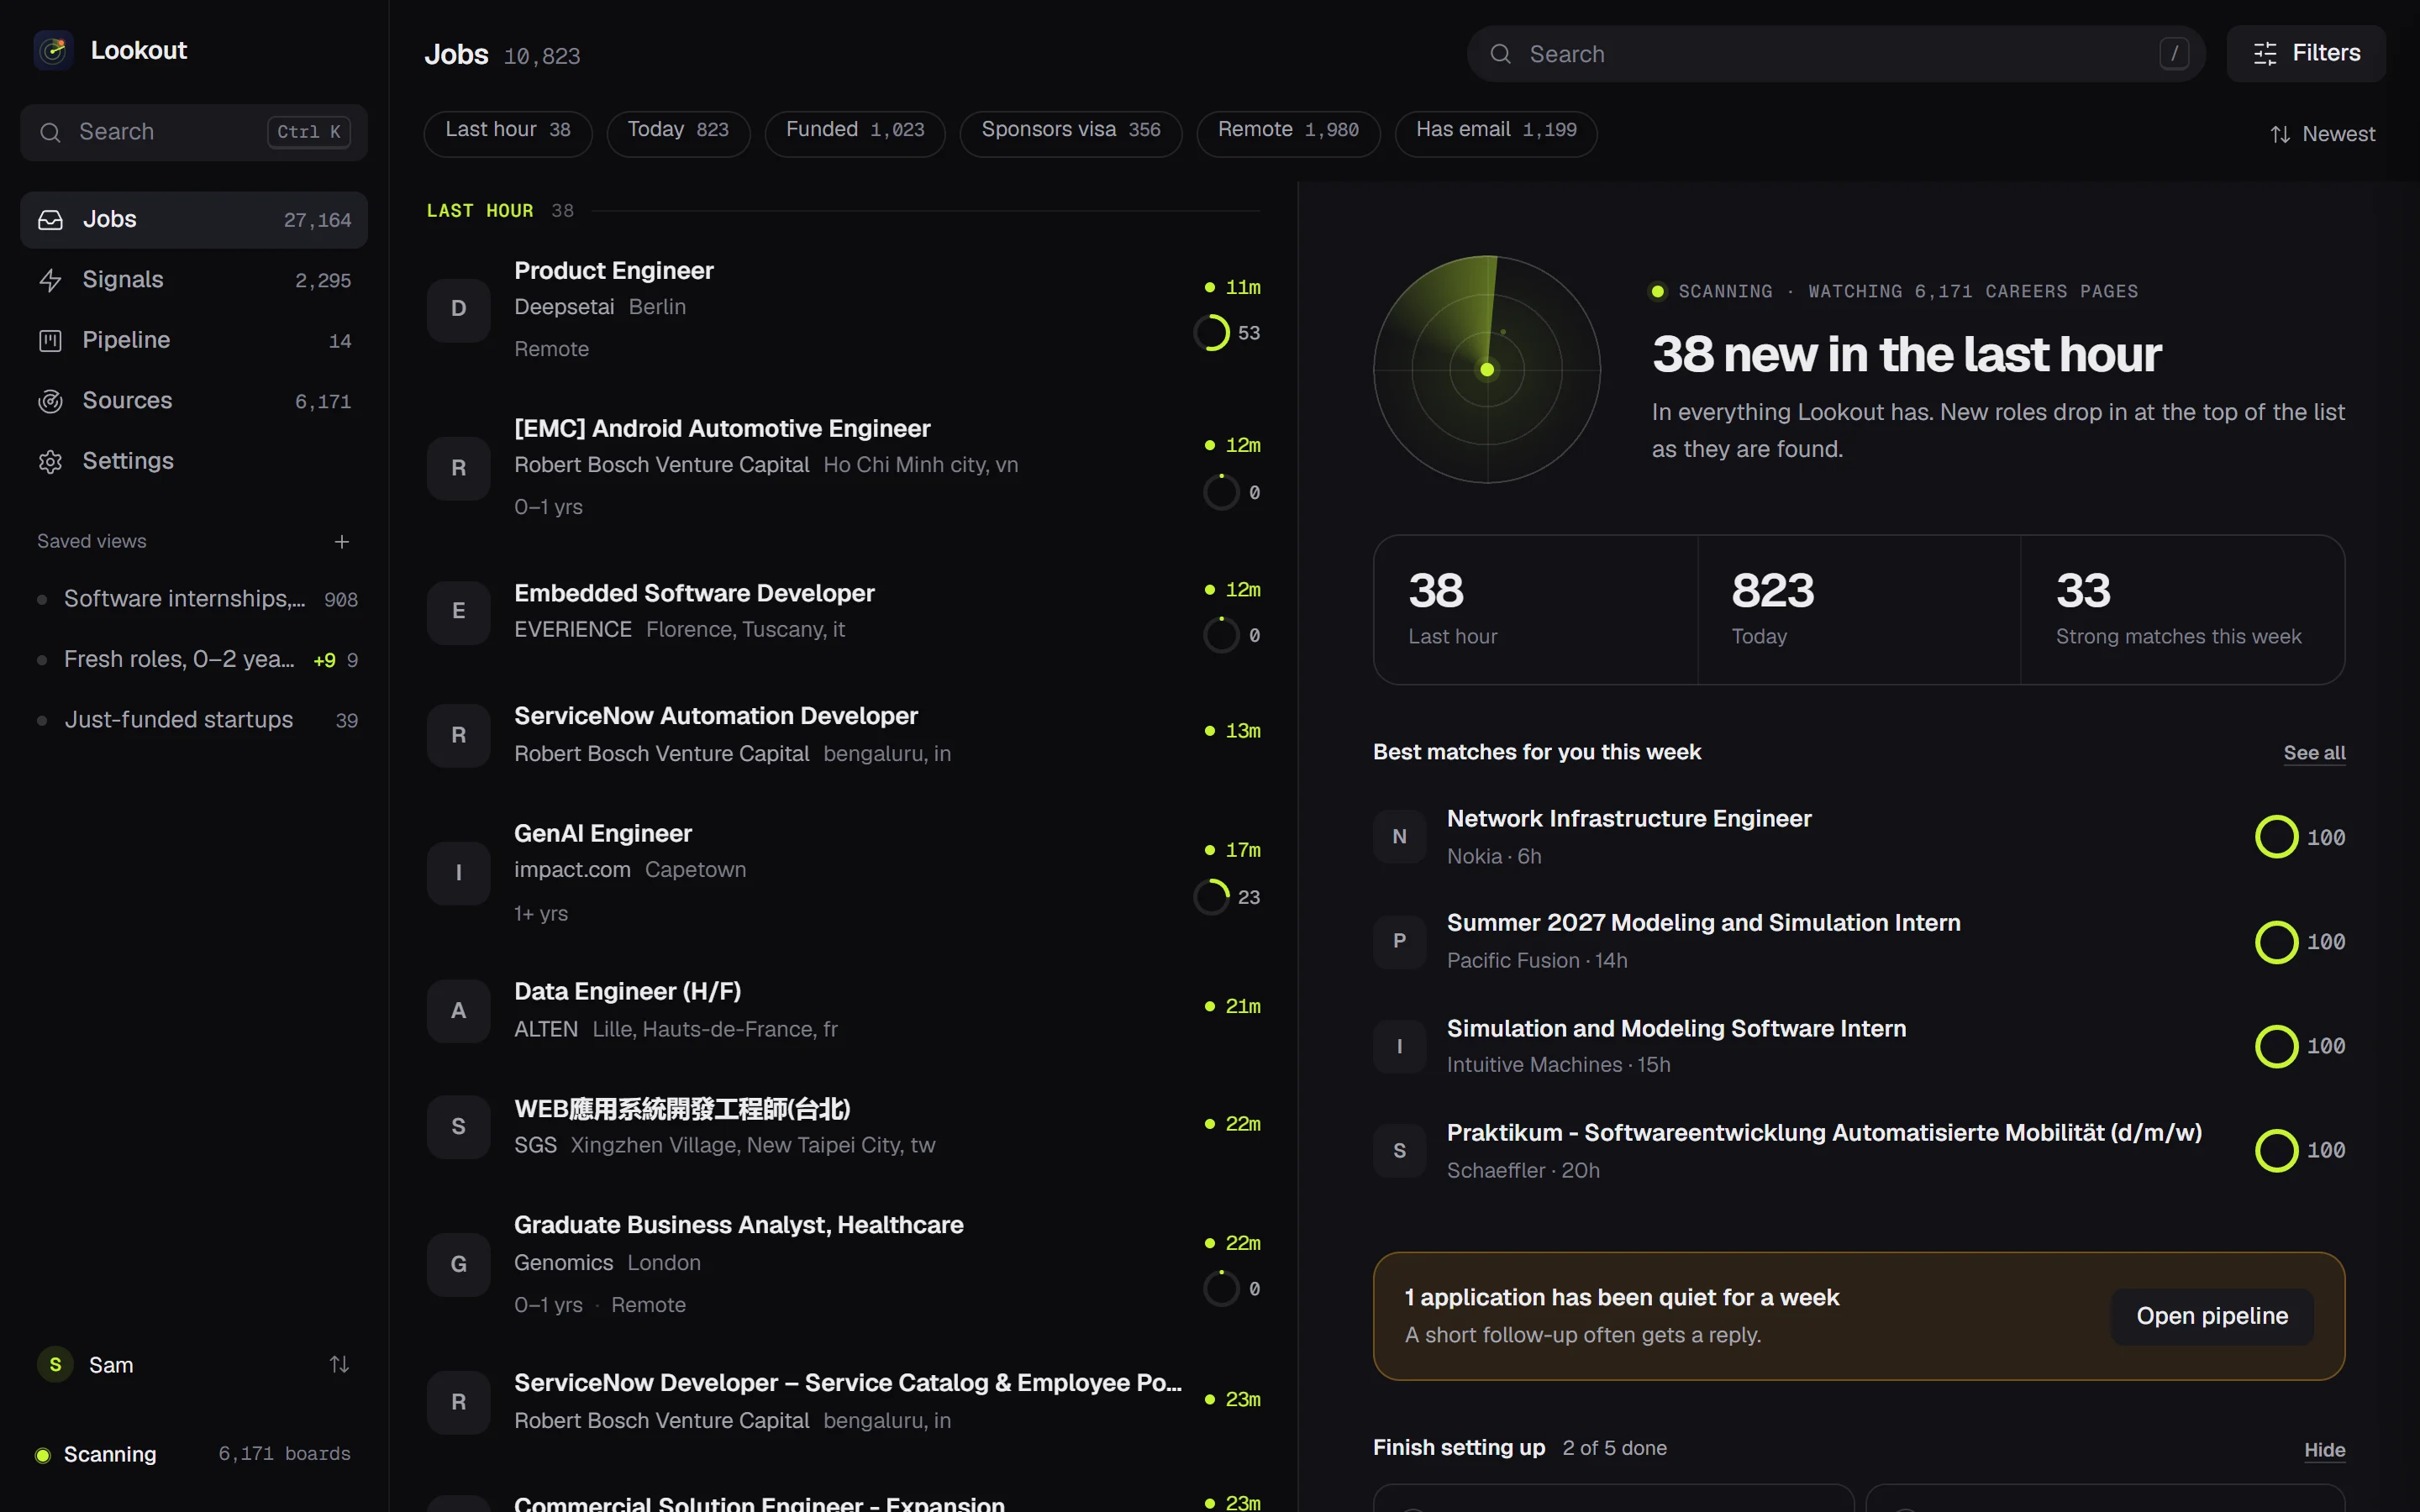 Lookout
Search Ctrl K
Jobs 27,164
Signals 2,295
Pipeline 14
Sources 6,171
Settings
Saved views
Software internships,... 908
Fresh roles, 0–2 yea... +9 9
Just-funded startups 39
S Sam
Scanning 6,171 boards
Jobs 10,823
Search /
Filters
Last hour 38 Today 823 Funded 1,023 Sponsors visa 356 Remote 1,980 Has email 1,199
Newest
LAST HOUR 38
D
Product Engineer
Deepsetai Berlin
Remote
11m
53
R
[EMC] Android Automotive Engineer
Robert Bosch Venture Capital Ho Chi Minh city, vn
0–1 yrs
12m
0
E
Embedded Software Developer
EVERIENCE Florence, Tuscany, it
12m
0
R
ServiceNow Automation Developer
Robert Bosch Venture Capital bengaluru, in
13m
I
GenAI Engineer
impact.com Capetown
1+ yrs
17m
23
A
Data Engineer (H/F)
ALTEN Lille, Hauts-de-France, fr
21m
S
WEB應用系統開發工程師(台北)
SGS Xingzhen Village, New Taipei City, tw
22m
G
Graduate Business Analyst, Healthcare
Genomics London
0–1 yrs · Remote
22m
0
R
ServiceNow Developer – Service Catalog & Employee Po...
Robert Bosch Venture Capital bengaluru, in
23m
Commercial Solution Engineer - Expansion
23m
SCANNING · WATCHING 6,171 CAREERS PAGES
38 new in the last hour
In everything Lookout has. New roles drop in at the top of the list
as they are found.
38
Last hour
823
Today
33
Strong matches this week
Best matches for you this week See all
N
Network Infrastructure Engineer
Nokia · 6h
100
P
Summer 2027 Modeling and Simulation Intern
Pacific Fusion · 14h
100
I
Simulation and Modeling Software Intern
Intuitive Machines · 15h
100
S
Praktikum - Softwareentwicklung Automatisierte Mobilität (d/m/w)
Schaeffler · 20h
100
1 application has been quiet for a week
A short follow-up often gets a reply.
Open pipeline
Finish setting up 2 of 5 done Hide